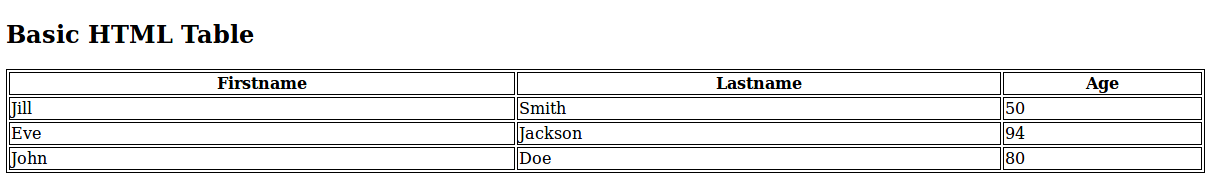 Basic HTML Table
Firstname Lastname Age
Jill Smith 50
Eve Jackson 94
John Doe 80